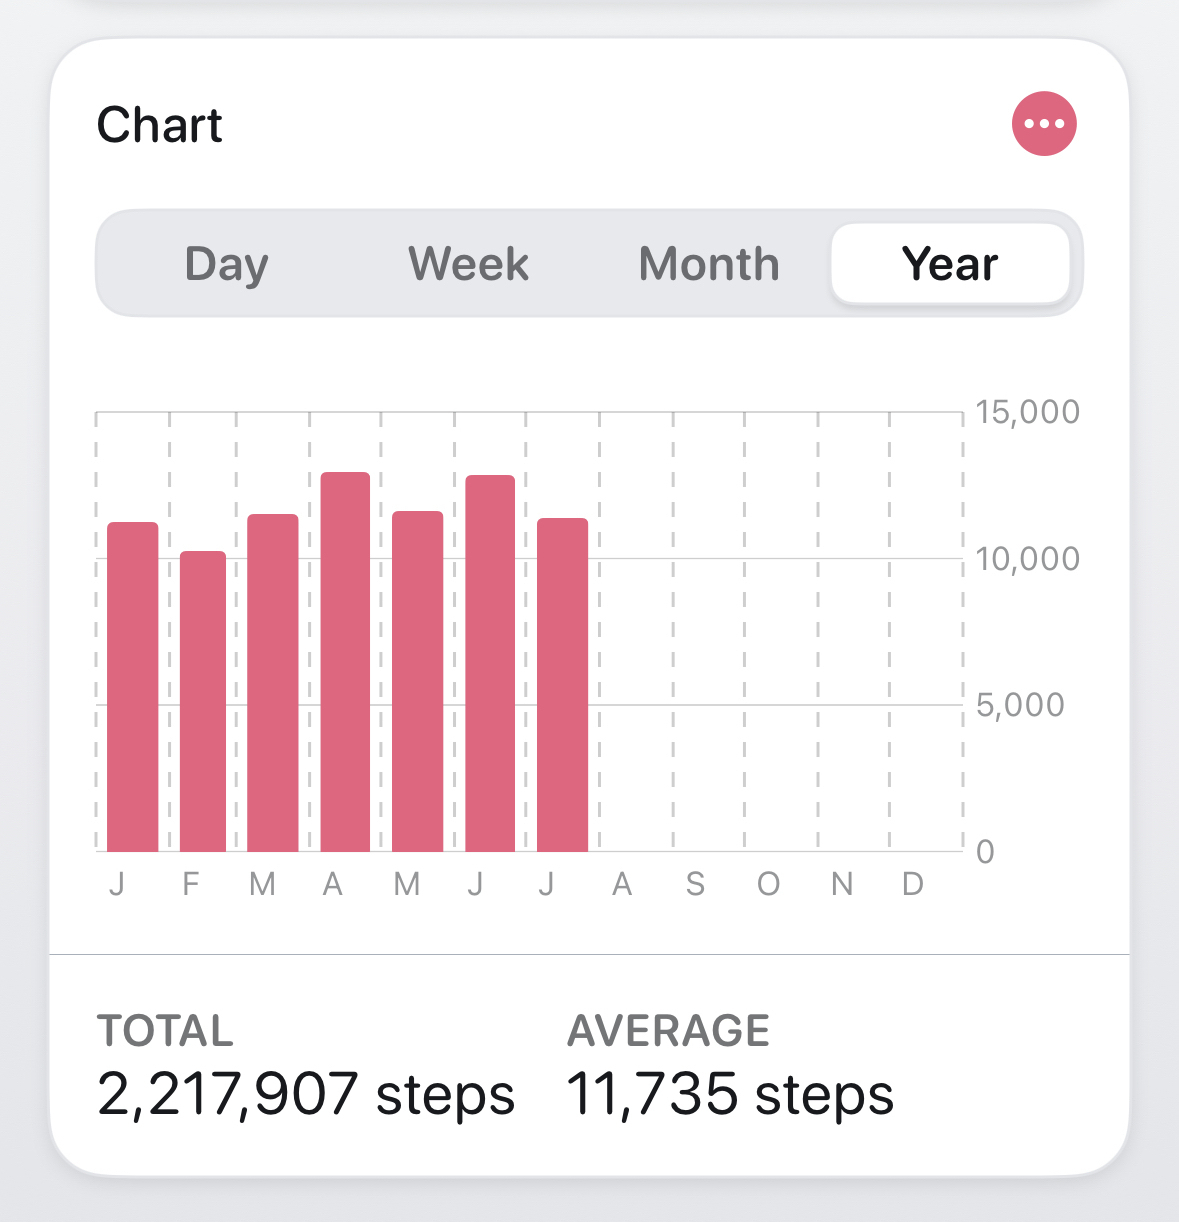 Chart
Day Week Month Year
15,000
10,000
5,000
0
J F M A M J J A S O N D
TOTAL AVERAGE
2,217,907 steps 11,735 steps